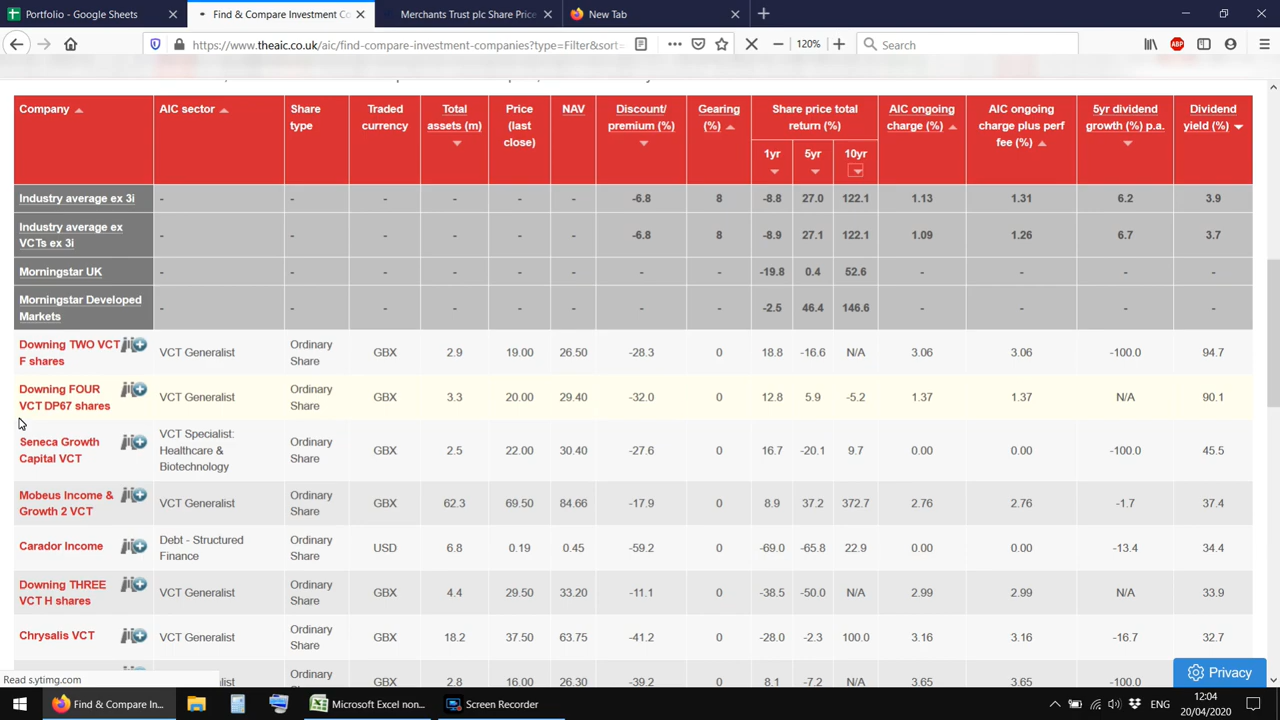 Portfolio - Google Sheets
Find & Compare Investment Co
Merchants Trust plc Share Price
New Tab
https://www.theaic.co.uk/aic/find-compare-investment-companies?type=Filter&sort=
120%
Search
ABP
Company
AIC sector
Share type
Traded currency
Total assets (m)
Price (last close)
NAV
Discount/ premium (%)
Gearing (%)
Share price total return (%)
1yr
5yr
10yr
AIC ongoing charge (%)
AIC ongoing charge plus perf fee (%)
5yr dividend growth (%) p.a.
Dividend yield (%)
Industry average ex 3i - - - - - - -6.8 8 -8.8 27.0 122.1 1.13 1.31 6.2 3.9
Industry average ex VCTs ex 3i - - - - - - -6.8 8 -8.9 27.1 122.1 1.09 1.26 6.7 3.7
Morningstar UK - - - - - - - - -19.8 0.4 52.6 - - - -
Morningstar Developed Markets - - - - - - - - -2.5 46.4 146.6 - - - -
Downing TWO VCT F shares VCT Generalist Ordinary Share GBX 2.9 19.00 26.50 -28.3 0 18.8 -16.6 N/A 3.06 3.06 -100.0 94.7
Downing FOUR VCT DP67 shares VCT Generalist Ordinary Share GBX 3.3 20.00 29.40 -32.0 0 12.8 5.9 -5.2 1.37 1.37 N/A 90.1
Seneca Growth Capital VCT VCT Specialist: Healthcare & Biotechnology Ordinary Share GBX 2.5 22.00 30.40 -27.6 0 16.7 -20.1 9.7 0.00 0.00 -100.0 45.5
Mobeus Income & Growth 2 VCT VCT Generalist Ordinary Share GBX 62.3 69.50 84.66 -17.9 0 8.9 37.2 372.7 2.76 2.76 -1.7 37.4
Carador Income Debt - Structured Finance Ordinary Share USD 6.8 0.19 0.45 -59.2 0 -69.0 -65.8 22.9 0.00 0.00 -13.4 34.4
Downing THREE VCT H shares VCT Generalist Ordinary Share GBX 4.4 29.50 33.20 -11.1 0 -38.5 -50.0 N/A 2.99 2.99 N/A 33.9
Chrysalis VCT VCT Generalist Ordinary Share GBX 18.2 37.50 63.75 -41.2 0 -28.0 -2.3 100.0 3.16 3.16 -16.7 32.7
VCT Generalist Ordinary GBX 2.8 16.00 26.30 -39.2 0 8.1 -7.2 N/A 3.65 3.65 -100.0
Read s.ytimg.com
Privacy
Find & Compare In...
Microsoft Excel non...
Screen Recorder
ENG
12:04
20/04/2020